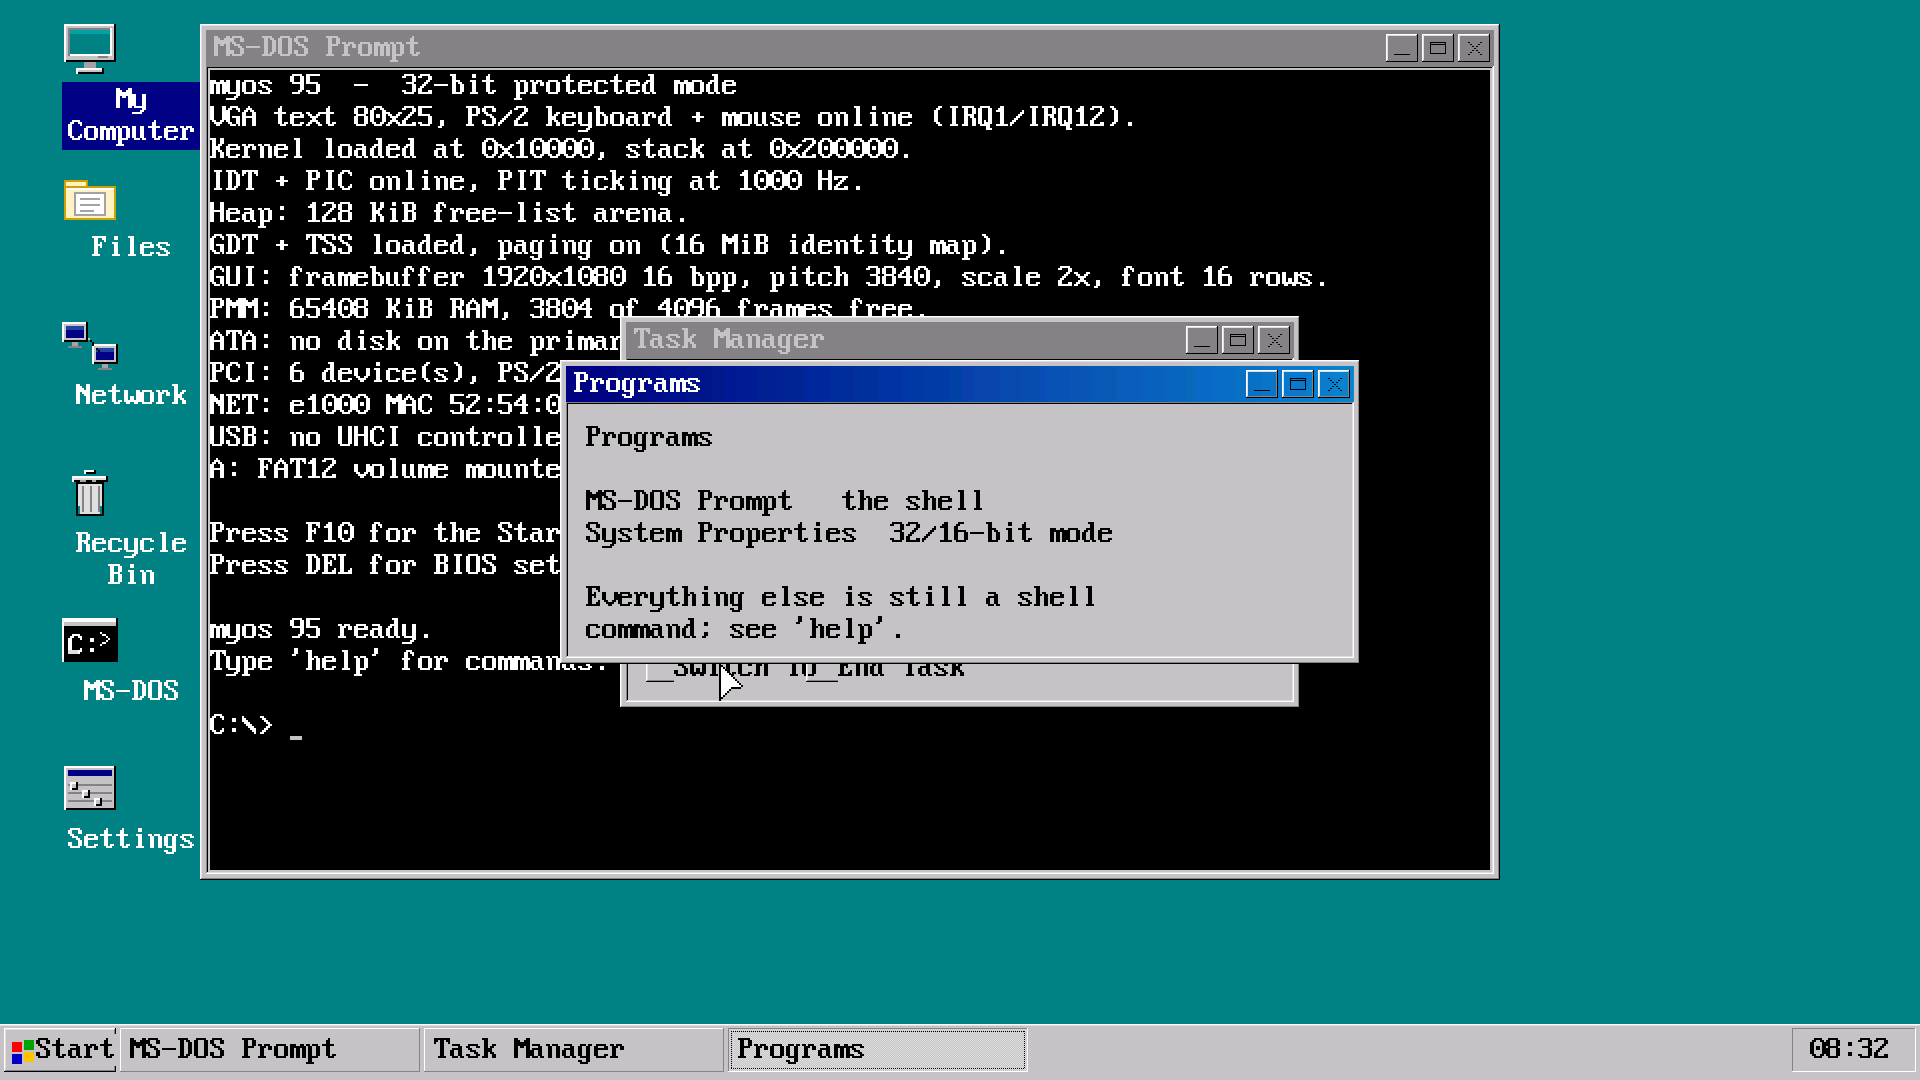 My
Computer
Files
Network
Recycle
Bin
C:>
MS-DOS
Settings
MS-DOS Prompt
myos 95  -  32-bit protected mode
VGA text 80x25, PS/2 keyboard + mouse online (IRQ1/IRQ12).
Kernel loaded at 0x10000, stack at 0x200000.
IDT + PIC online, PIT ticking at 1000 Hz.
Heap: 128 KiB free-list arena.
GDT + TSS loaded, paging on (16 MiB identity map).
GUI: framebuffer 1920x1080 16 bpp, pitch 3840, scale 2x, font 16 rows.
PMM: 65408 KiB RAM, 3804 of 4096 frames free.
ATA: no disk on the primar
PCI: 6 device(s), PS/2
NET: e1000 MAC 52:54:0
USB: no UHCI controlle
A: FAT12 volume mounte
Press F10 for the Star
Press DEL for BIOS set
myos 95 ready.
Type 'help' for commands.
C:\> _
Task Manager
Programs
Programs
MS-DOS Prompt   the shell
System Properties  32/16-bit mode
Everything else is still a shell
command; see 'help'.
Switch To  End Task
Start
MS-DOS Prompt
Task Manager
Programs
08:32